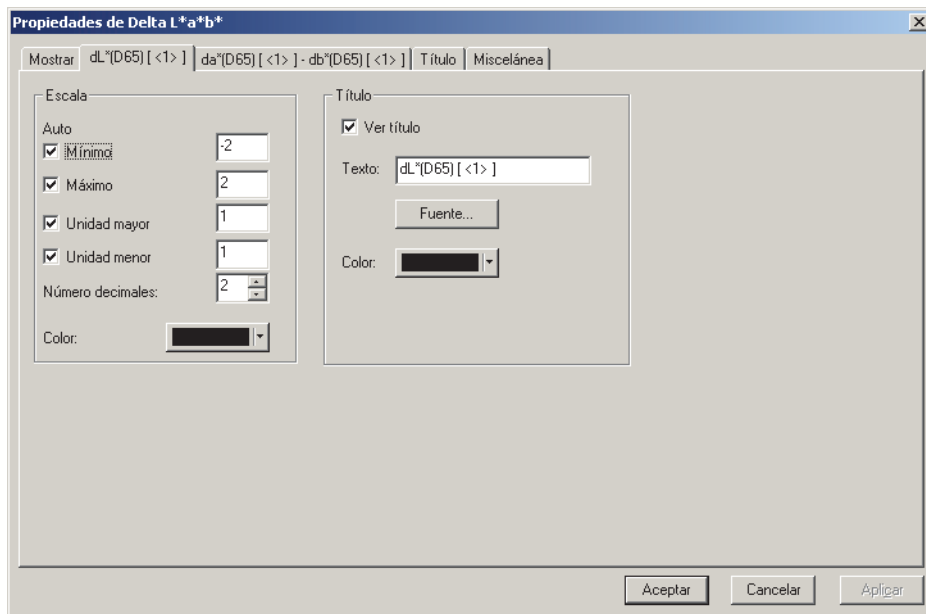 Propiedades de Delta L*a*b*
Mostrar dL*(D65) [ <1> ] da*(D65) [ <1> ] - db*(D65) [ <1> ] Título Miscelánea
Escala
Auto
Mínimo -2
Máximo 2
Unidad mayor 1
Unidad menor 1
Número decimales: 2
Color:
Título
Ver título
Texto: dL*(D65) [ <1> ]
Fuente...
Color:
Aceptar Cancelar Aplicar